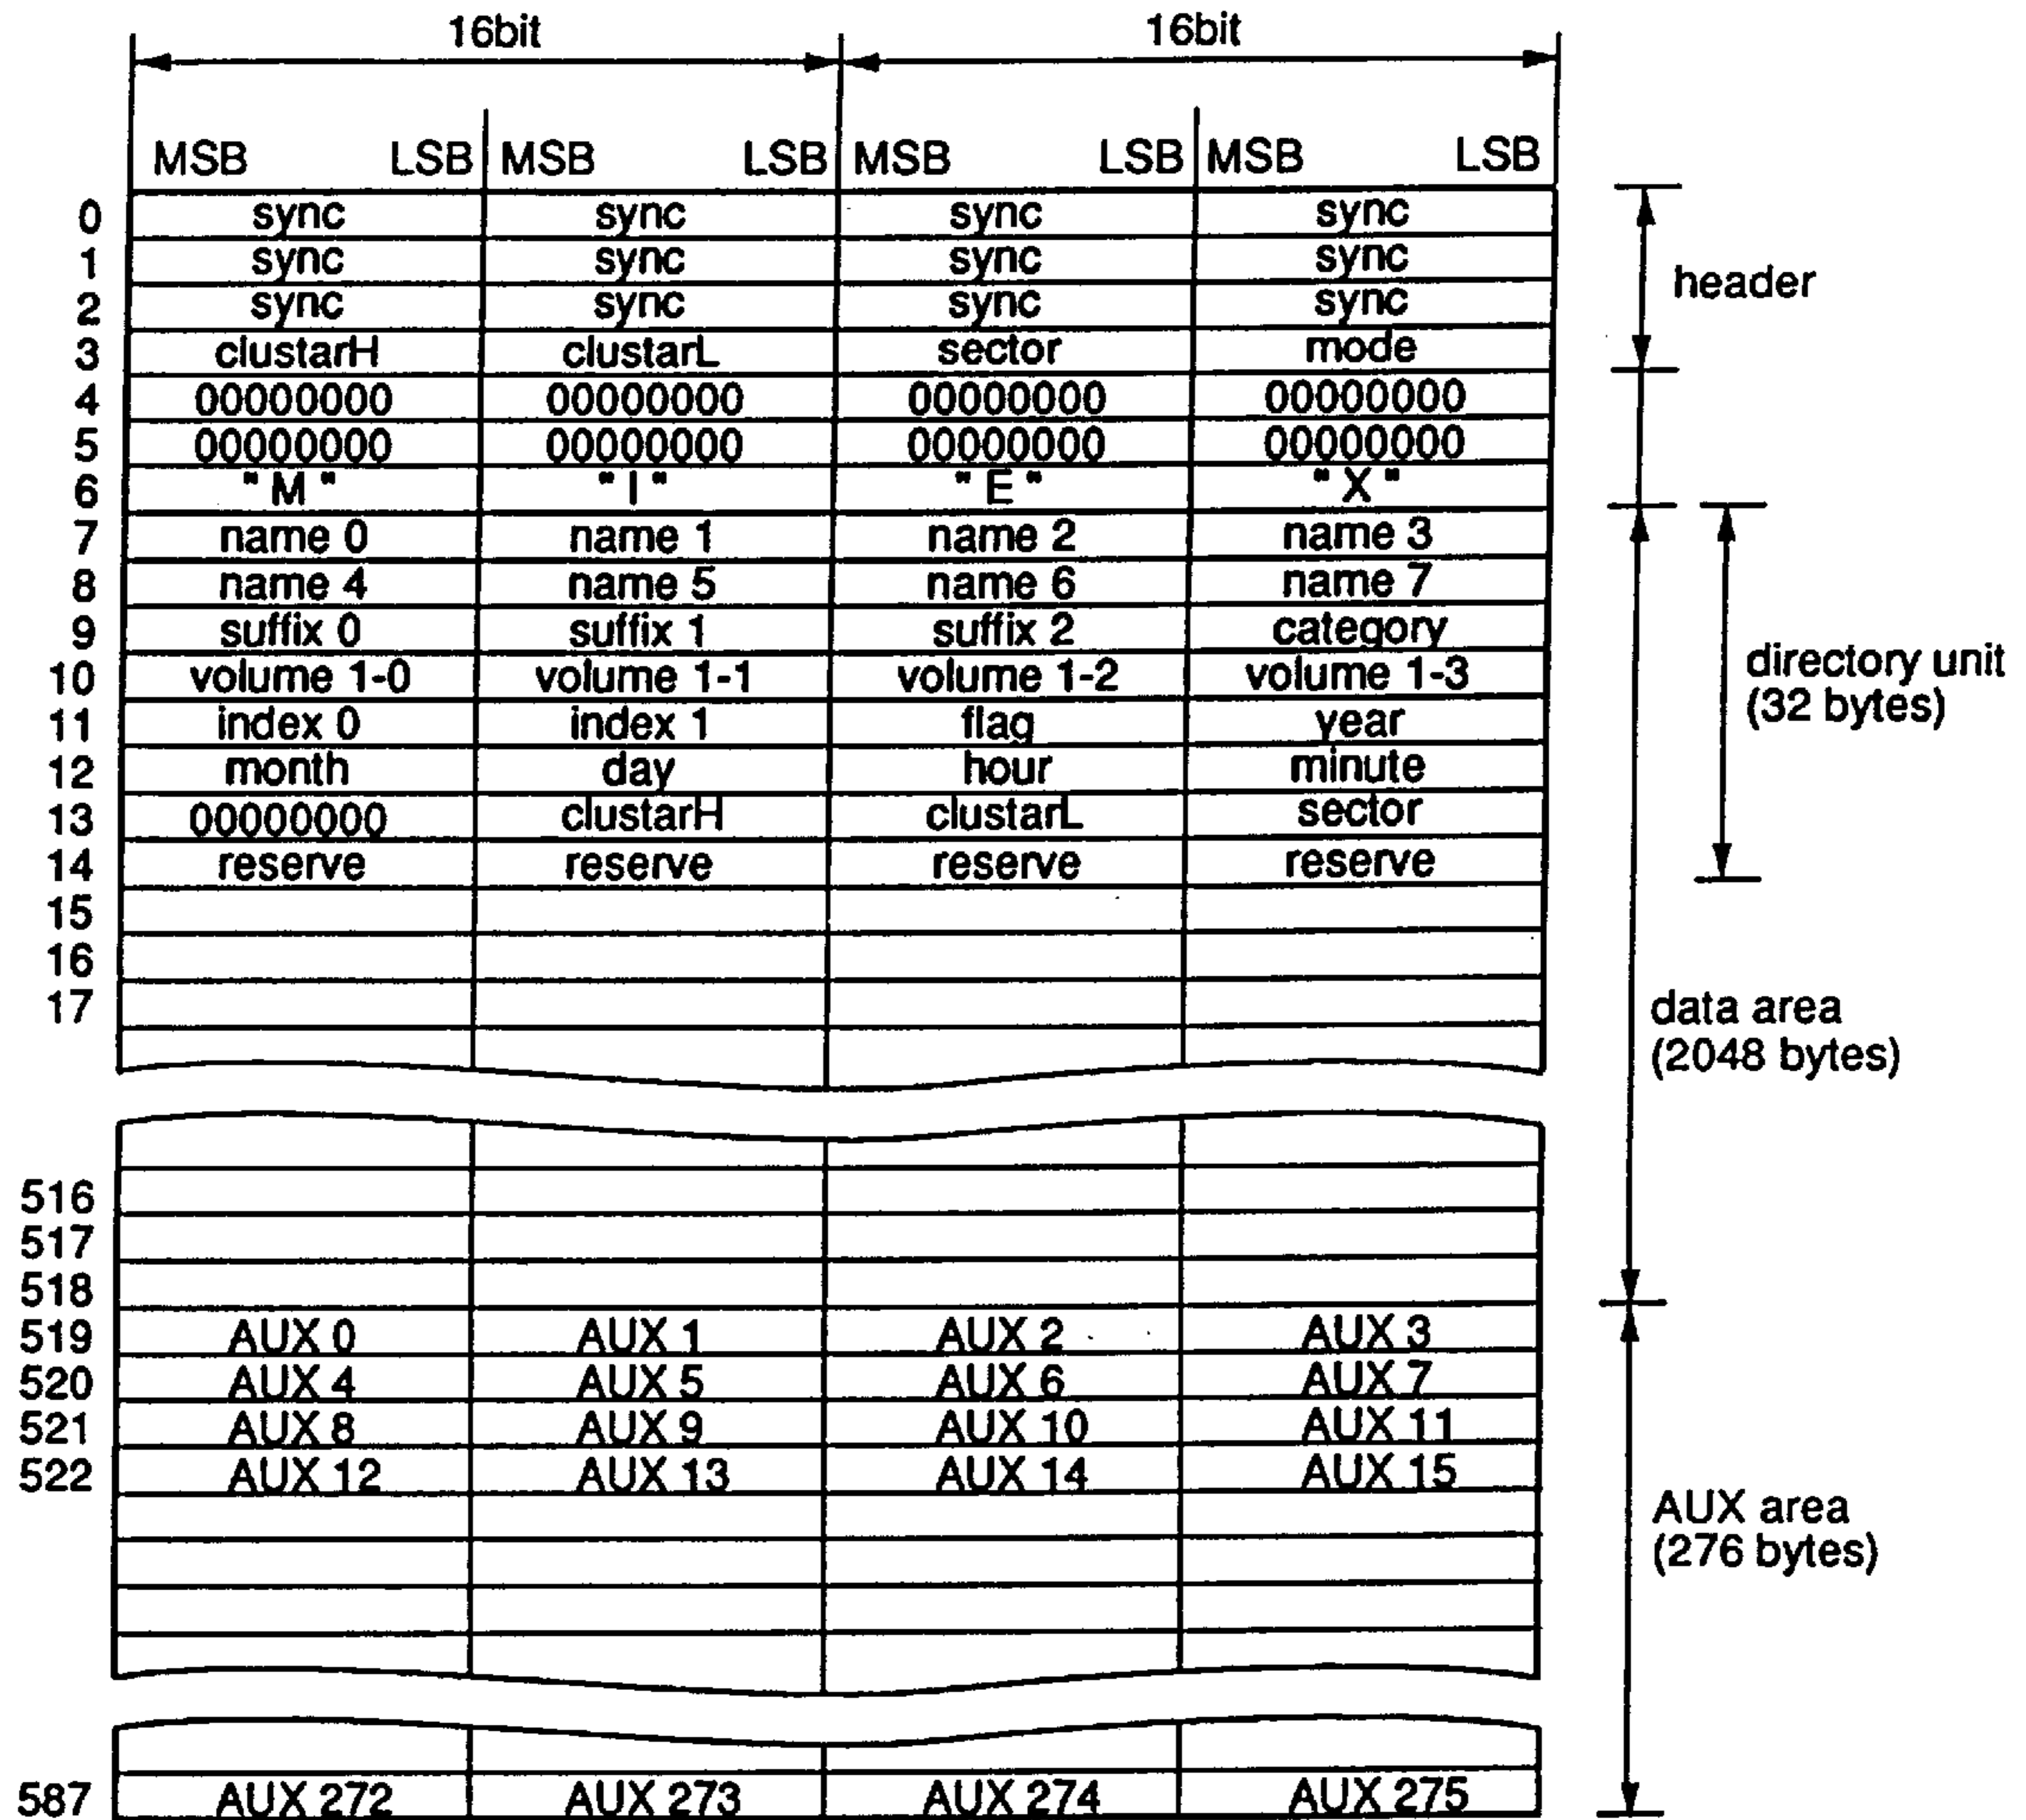 16bit 16bit
MSB LSB MSB LSB MSB LSB MSB LSB
0 sync sync sync sync
1 sync sync sync sync
header
2 sync sync sync sync
3 clustarH clustarL sector mode
4 00000000 00000000 00000000 00000000
5 00000000 00000000 00000000 00000000
6 "M" "I" "E" "X"
7 name 0 name 1 name 2 name 3
8 name 4 name 5 name 6 name 7
9 suffix 0 suffix 1 suffix 2 category
directory unit
10 volume 1-0 volume 1-1 volume 1-2 volume 1-3
(32 bytes)
11 index 0 index 1 flag year
12 month day hour minute
13 00000000 clustarH clustarL sector
14 reserve reserve reserve reserve
15
16
17
data area
(2048 bytes)
516
517
518
519 AUX 0 AUX 1 AUX 2 AUX 3
520 AUX 4 AUX 5 AUX 6 AUX 7
521 AUX 8 AUX 9 AUX 10 AUX 11
522 AUX 12 AUX 13 AUX 14 AUX 15
AUX area
(276 bytes)
587 AUX 272 AUX 273 AUX 274 AUX 275